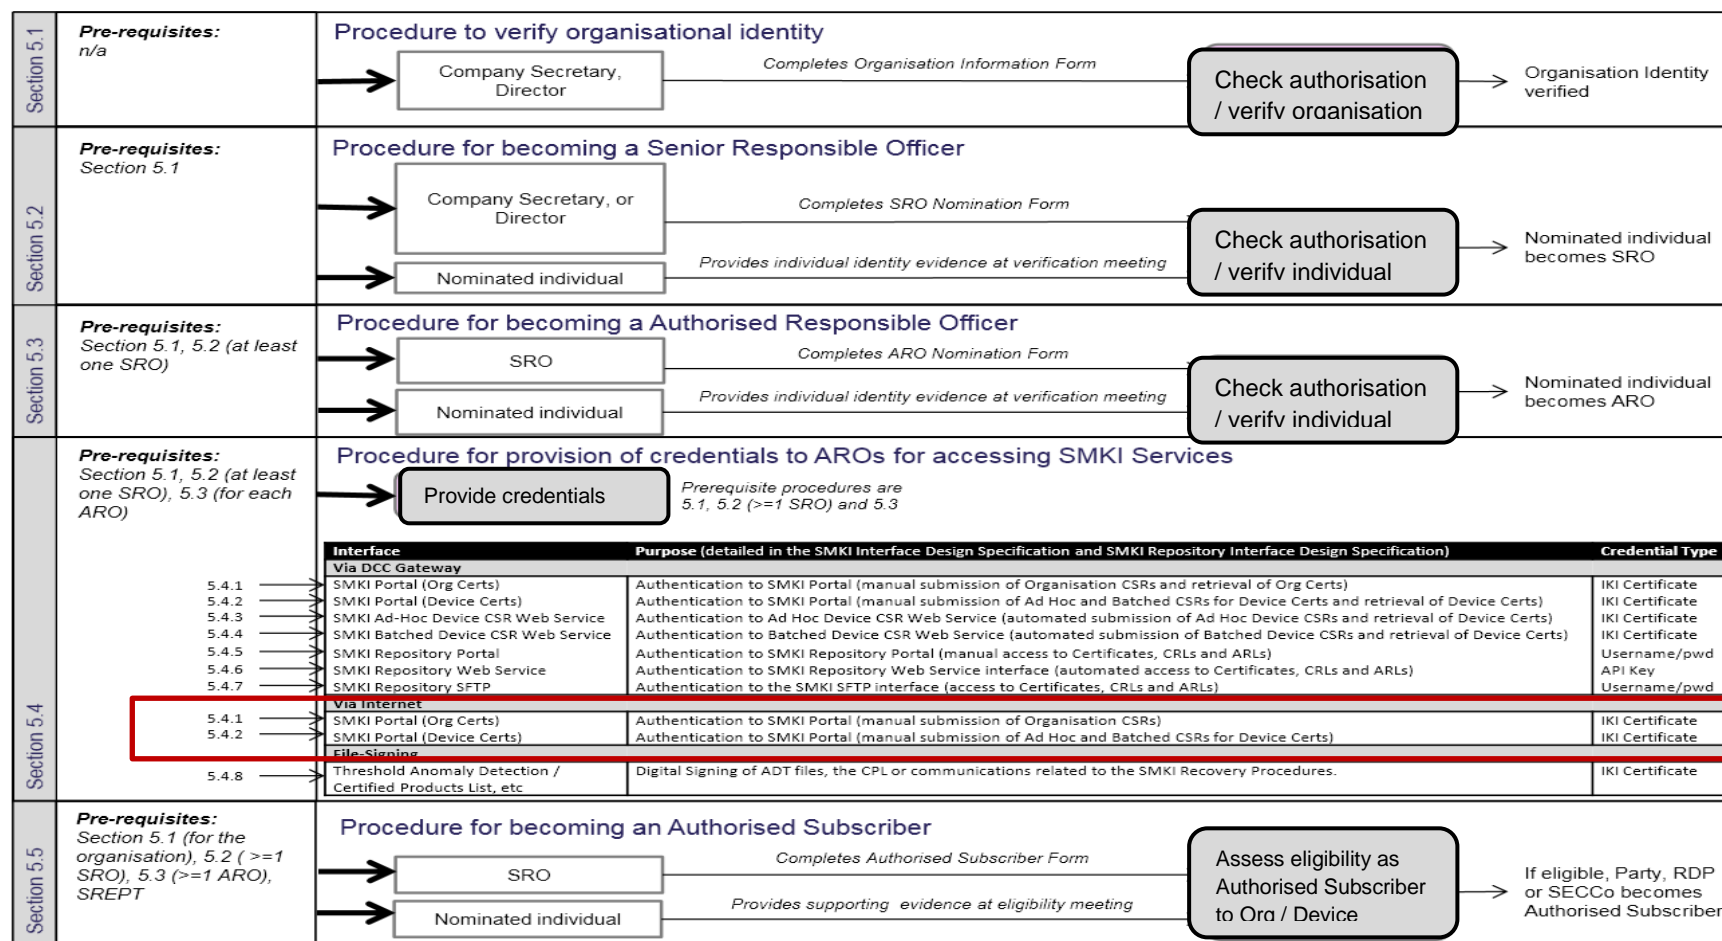 Section 5.1
Pre-requisites:
n/a
Procedure to verify organisational identity
Company Secretary,
Director
Completes Organisation Information Form
Check authorisation
/ verify organisation
Organisation Identity
verified
Section 5.2
Pre-requisites:
Section 5.1
Procedure for becoming a Senior Responsible Officer
Company Secretary, or
Director
Completes SRO Nomination Form
Nominated individual
Provides individual identity evidence at verification meeting
Check authorisation
/ verify individual
Nominated individual
becomes SRO
Section 5.3
Pre-requisites:
Section 5.1, 5.2 (at least
one SRO)
Procedure for becoming a Authorised Responsible Officer
SRO
Completes ARO Nomination Form
Nominated individual
Provides individual identity evidence at verification meeting
Check authorisation
/ verify individual
Nominated individual
becomes ARO
Section 5.4
Pre-requisites:
Section 5.1, 5.2 (at least
one SRO), 5.3 (for each
ARO)
Procedure for provision of credentials to AROs for accessing SMKI Services
Provide credentials
Prerequisite procedures are
5.1, 5.2 (>=1 SRO) and 5.3
Interface Purpose (detailed in the SMKI Interface Design Specification and SMKI Repository Interface Design Specification) Credential Type
Via DCC Gateway
5.4.1 SMKI Portal (Org Certs) Authentication to SMKI Portal (manual submission of Organisation CSRs and retrieval of Org Certs) IKI Certificate
5.4.2 SMKI Portal (Device Certs) Authentication to SMKI Portal (manual submission of Ad Hoc and Batched CSRs for Device Certs and retrieval of Device Certs) IKI Certificate
5.4.3 SMKI Ad-Hoc Device CSR Web Service Authentication to Ad Hoc Device CSR Web Service (automated submission of Ad Hoc Device CSRs and retrieval of Device Certs) IKI Certificate
5.4.4 SMKI Batched Device CSR Web Service Authentication to Batched Device CSR Web Service (automated submission of Batched Device CSRs and retrieval of Device Certs) IKI Certificate
5.4.5 SMKI Repository Portal Authentication to SMKI Repository Portal (manual access to Certificates, CRLs and ARLs) Username/pwd
5.4.6 SMKI Repository Web Service Authentication to SMKI Repository Web Service interface (automated access to Certificates, CRLs and ARLs) API Key
5.4.7 SMKI Repository SFTP Authentication to the SMKI SFTP interface (access to Certificates, CRLs and ARLs) Username/pwd
Via Internet
5.4.1 SMKI Portal (Org Certs) Authentication to SMKI Portal (manual submission of Organisation CSRs) IKI Certificate
5.4.2 SMKI Portal (Device Certs) Authentication to SMKI Portal (manual submission of Ad Hoc and Batched CSRs for Device Certs) IKI Certificate
File-Signing
5.4.8 Threshold Anomaly Detection / Digital Signing of ADT files, the CPL or communications related to the SMKI Recovery Procedures. IKI Certificate
Certified Products List, etc
Section 5.5
Pre-requisites:
Section 5.1 (for the
organisation), 5.2 ( >=1
SRO), 5.3 (>=1 ARO),
SREPT
Procedure for becoming an Authorised Subscriber
SRO
Completes Authorised Subscriber Form
Nominated individual
Provides supporting evidence at eligibility meeting
Assess eligibility as
Authorised Subscriber
to Org / Device
If eligible, Party, RDP
or SECCo becomes
Authorised Subscriber